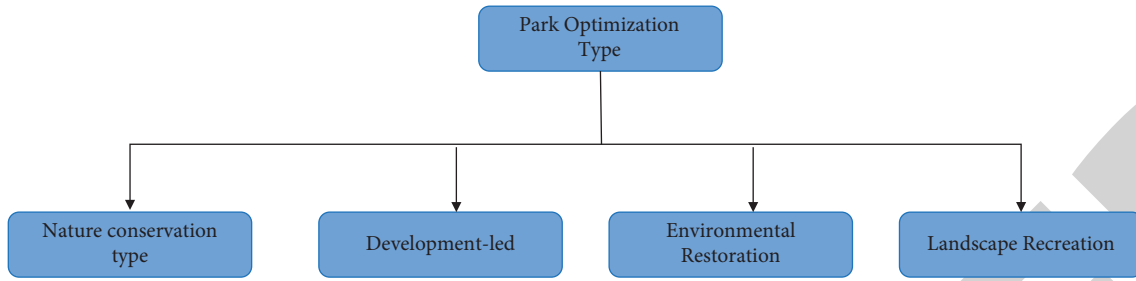 Park Optimization
Type
Nature conservation
type
Development-led
Environmental
Restoration
Landscape Recreation